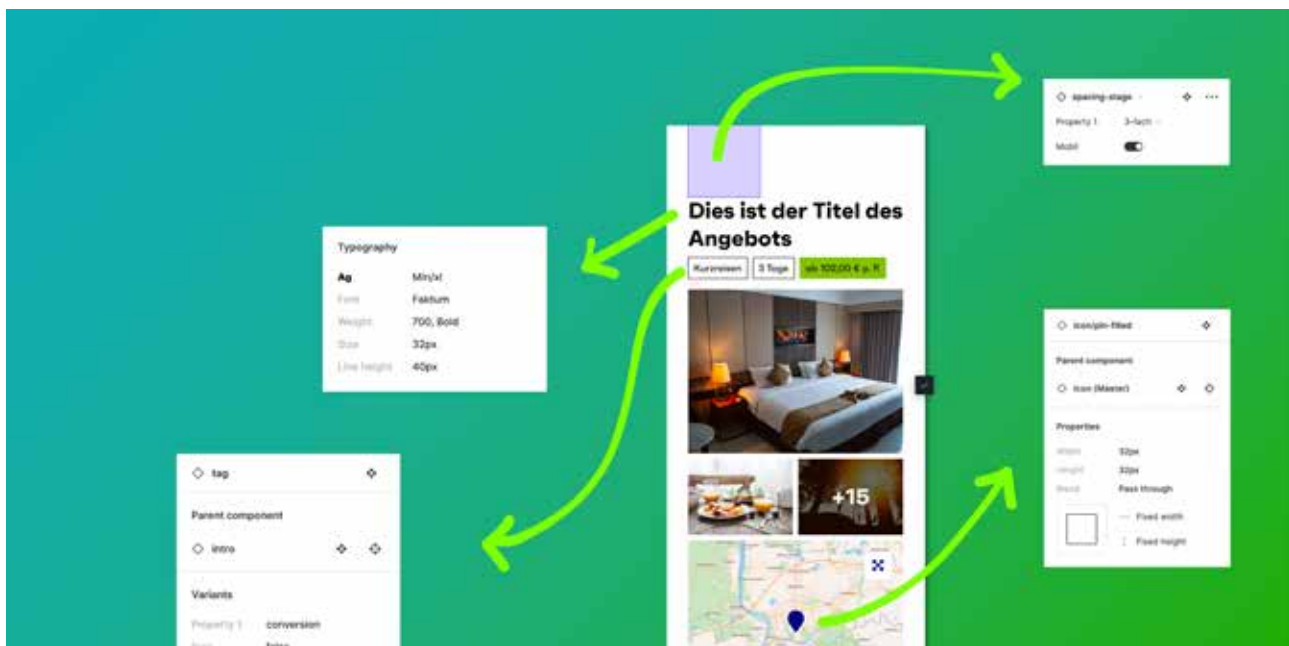 spacing-stage
Property 1 3-fach
Mobil
Dies ist der Titel des
Angebots
Kurzreisen 3 Tage ab 102,00 € p. P.
Typography
Ag Min/xl
Font Faktum
Weight 700, Bold
Size 32px
Line height 40px
icon/pin-filled
Parent component
icon (Master)
Properties
Width 32px
Height 32px
Blend Pass through
Fixed width
Fixed height
+15
tag
Parent component
intro
Variants
Property 1 conversion
false